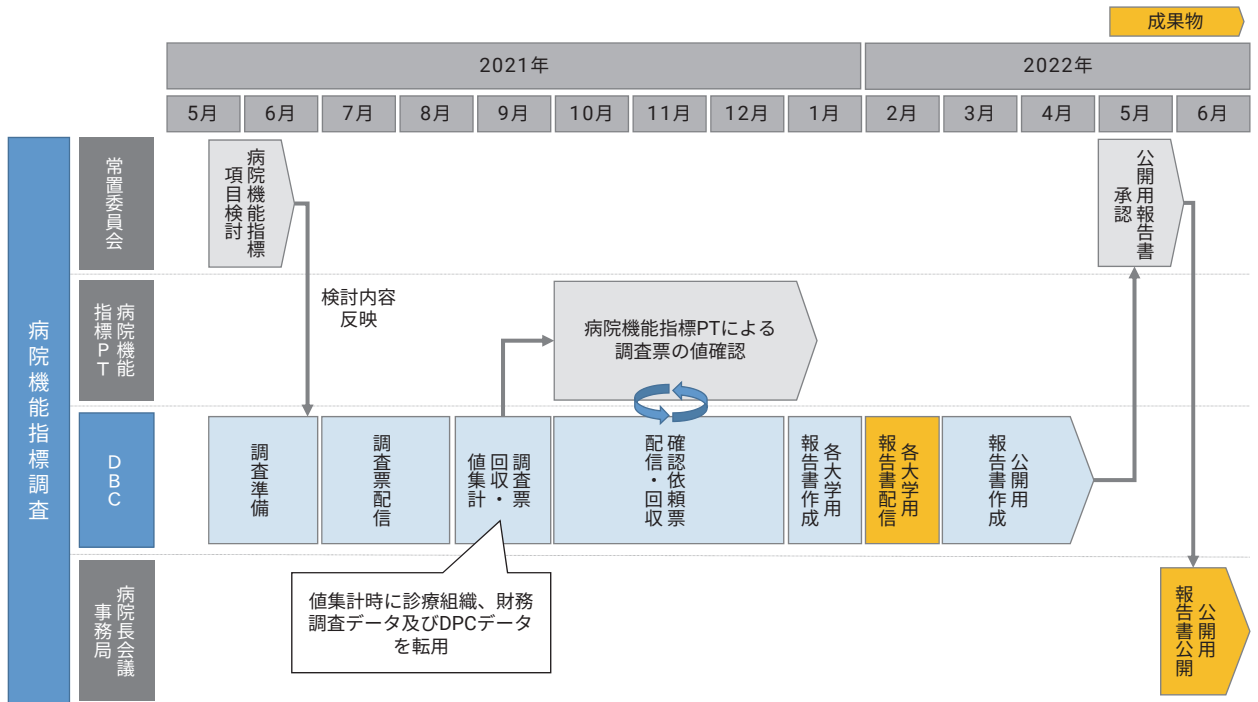 成果物
2021年
2022年
5月
6月
7月
8月
9月
10月
11月
12月
1月
2月
3月
4月
5月
6月
病院機能指標調査
常置委員会
病院機能指標
項目検討
公開用報告書
承認
検討内容
反映
病院機能
指標PT
病院機能指標PTによる
調査票の値確認
DBC
調査準備
調査票配信
調査票
回収・
値集計
確認依頼票
配信・回収
各大学用
報告書作成
各大学用
報告書配信
公開用
報告書作成
値集計時に診療組織、財務
調査データ及びDPCデータ
を転用
病院長会議
事務局
公開用
報告書公開